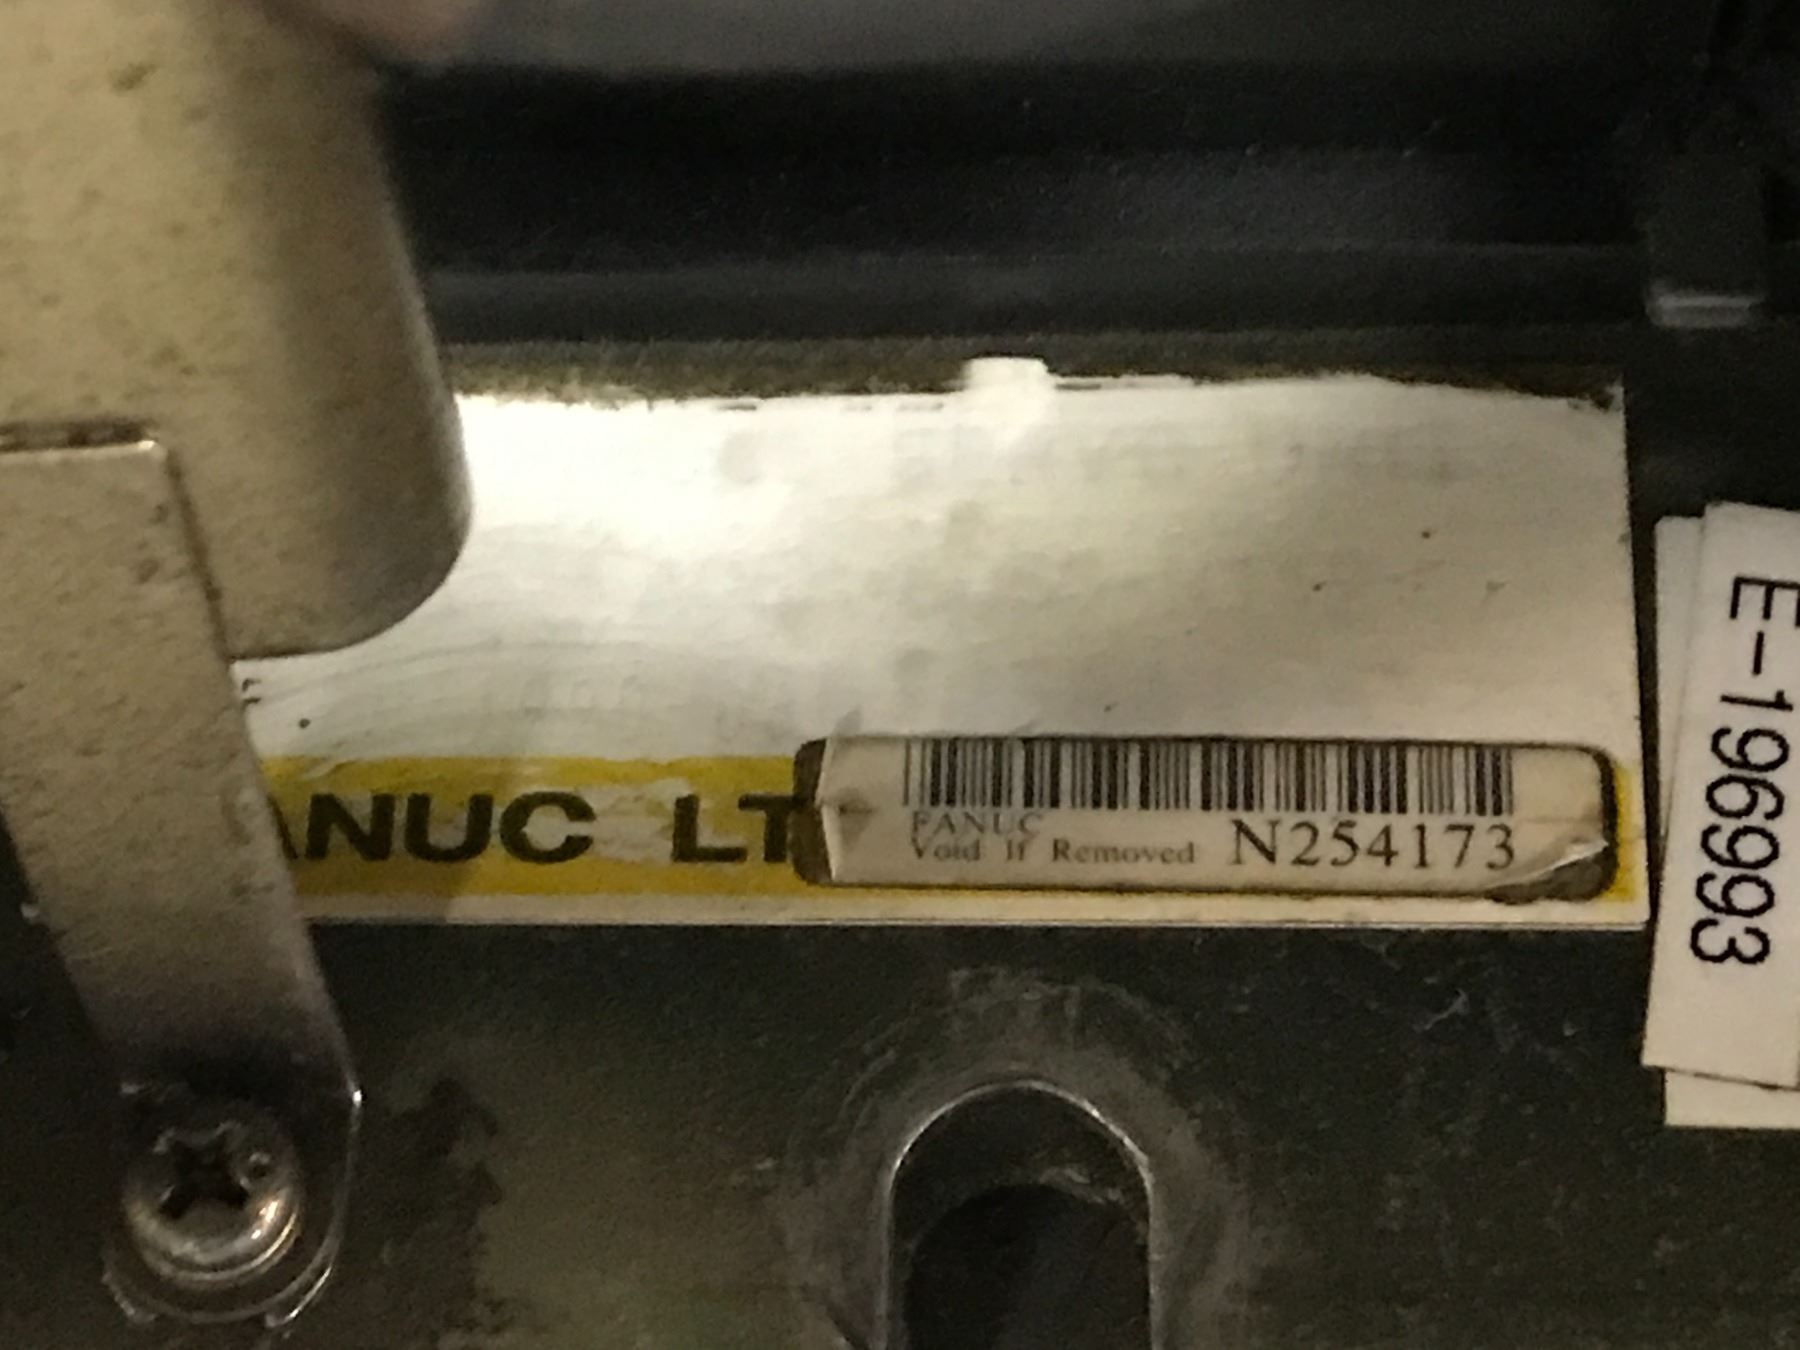 ANUC LT
FANUC
Void If Removed N254173
E-196993